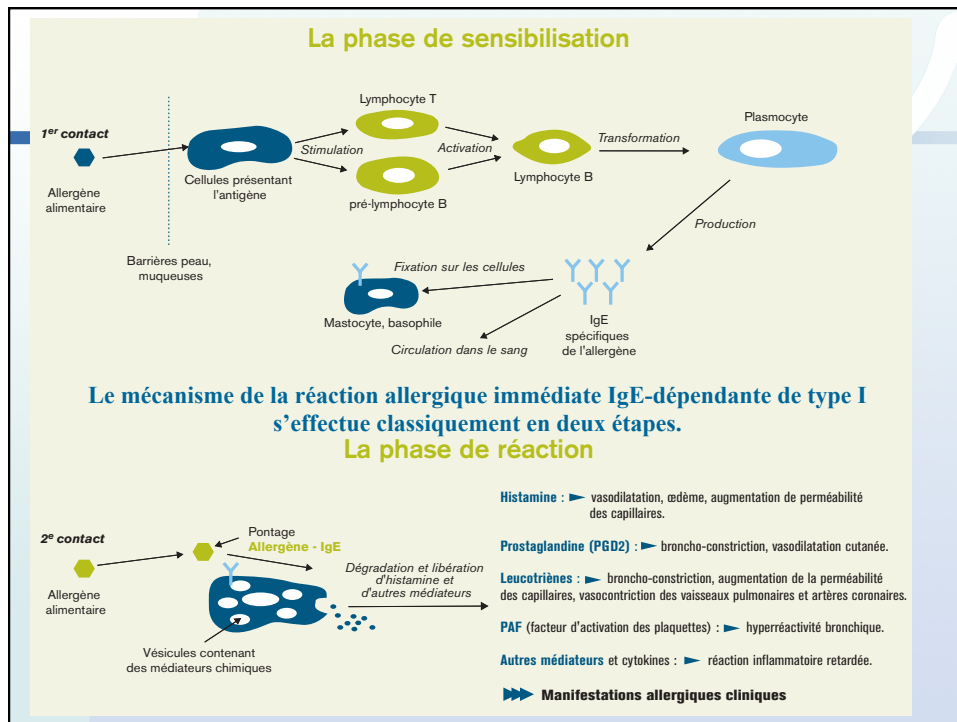 La phase de sensibilisation
1er contact
Allergène
alimentaire
Barrières peau,
muqueuses
Cellules présentant
l'antigène
Stimulation
Lymphocyte T
pré-lymphocyte B
Activation
Lymphocyte B
Transformation
Plasmocyte
Production
IgE
spécifiques
de l'allergène
Fixation sur les cellules
Mastocyte, basophile
Circulation dans le sang
Le mécanisme de la réaction allergique immédiate IgE-dépendante de type I
s'effectue classiquement en deux étapes.
La phase de réaction
2e contact
Allergène
alimentaire
Pontage
Allergène - IgE
Vésicules contenant
des médiateurs chimiques
Dégradation et libération
d'histamine et
d'autres médiateurs
Histamine : ► vasodilatation, œdème, augmentation de perméabilité
des capillaires.
Prostaglandine (PGD2) : ► broncho-constriction, vasodilatation cutanée.
Leucotriènes : ► broncho-constriction, augmentation de la perméabilité
des capillaires, vasocontriction des vaisseaux pulmonaires et artères coronaires.
PAF (facteur d'activation des plaquettes) : ► hyperréactivité bronchique.
Autres médiateurs et cytokines : ► réaction inflammatoire retardée.
►►► Manifestations allergiques cliniques